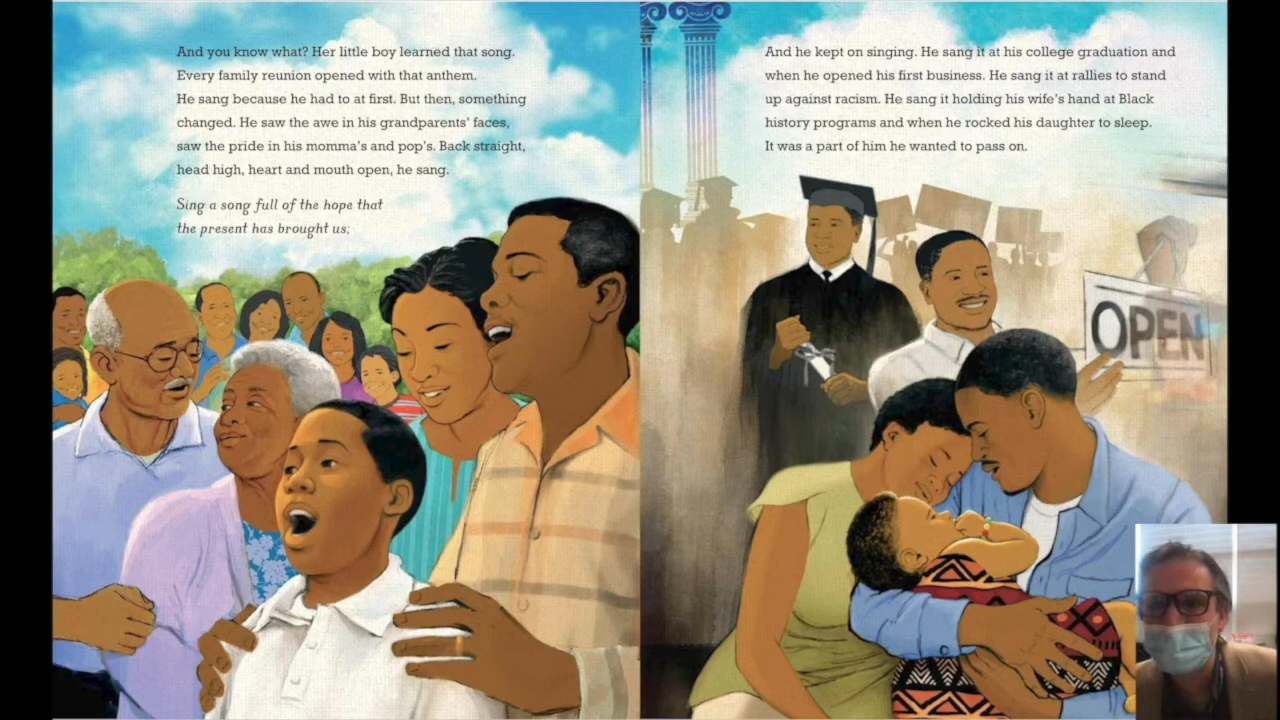 And you know what? Her little boy learned that song.
Every family reunion opened with that anthem.
He sang because he had to at first. But then, something
changed. He saw the awe in his grandparents' faces,
saw the pride in his momma's and pop's. Back straight,
head high, heart and mouth open, he sang.
Sing a song full of the hope that
the present has brought us;
And he kept on singing. He sang it at his college graduation and
when he opened his first business. He sang it at rallies to stand
up against racism. He sang it holding his wife's hand at Black
history programs and when he rocked his daughter to sleep.
It was a part of him he wanted to pass on.
OPEN